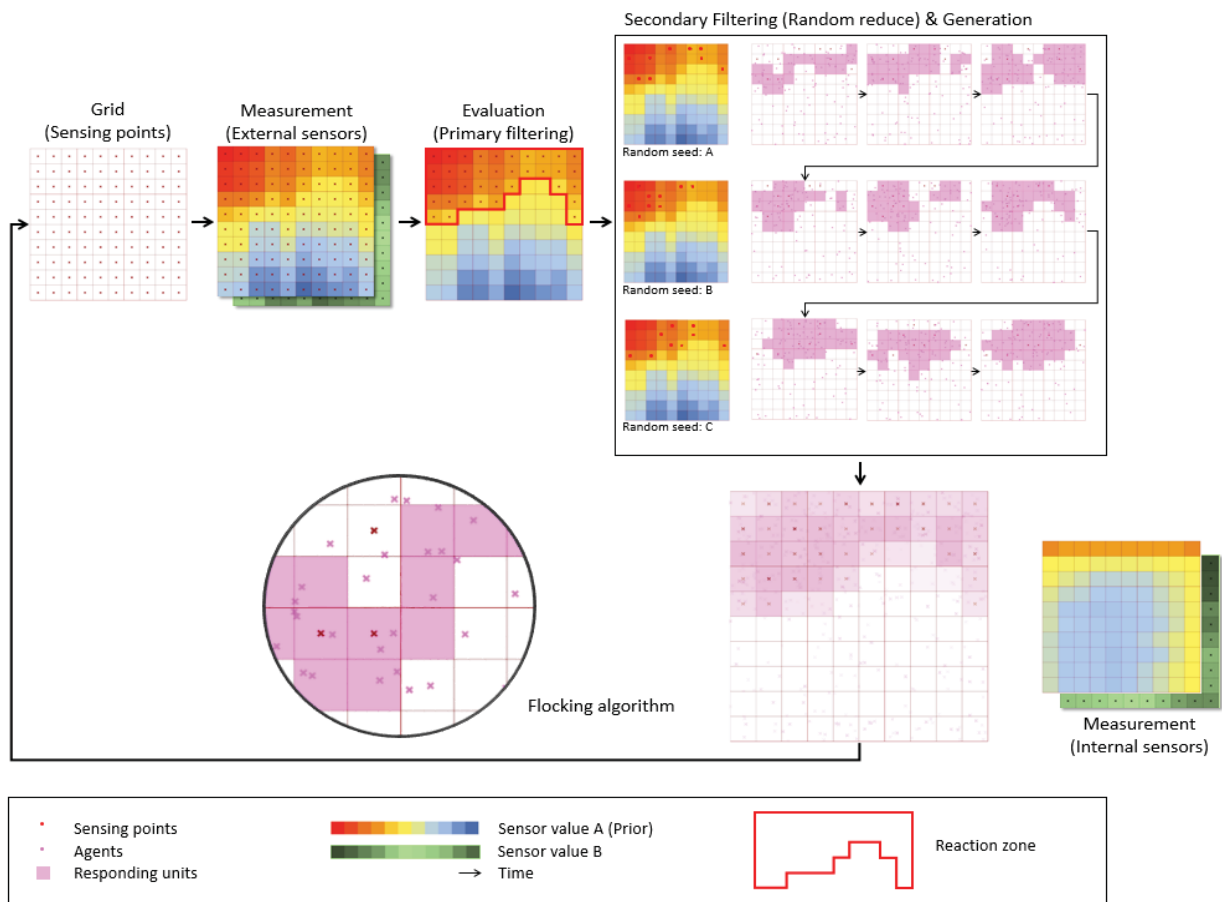 Secondary Filtering (Random reduce) & Generation
Grid
(Sensing points)
Measurement
(External sensors)
Evaluation
(Primary filtering)
Random seed: A
Random seed: B
Random seed: C
Flocking algorithm
Measurement
(Internal sensors)
Sensing points
Agents
Responding units
Sensor value A (Prior)
Sensor value B
Time
Reaction zone